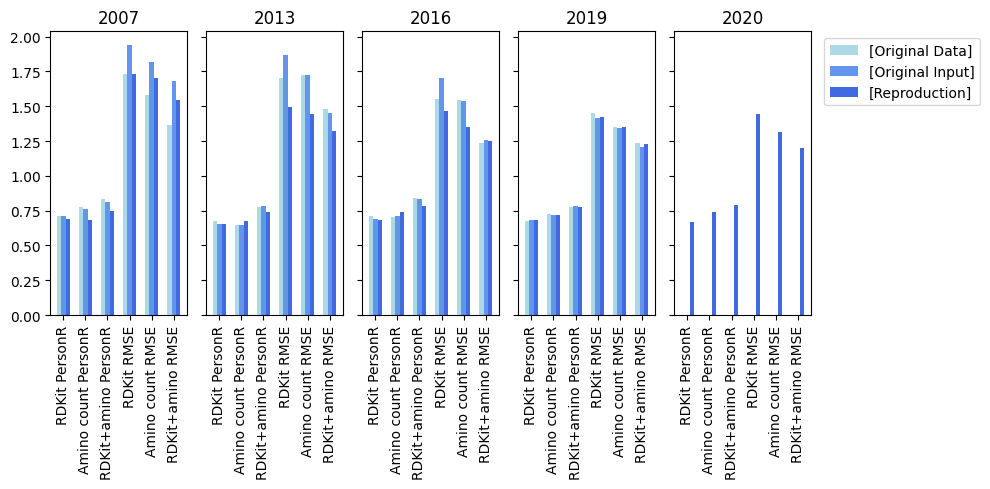 2007
2013
2016
2019
2020
[Original Data]
[Original Input]
[Reproduction]
2.00
1.75
1.50
1.25
1.00
0.75
0.50
0.25
0.00
RDKit PersonR
Amino count PersonR
RDKit+amino PersonR
RDKit RMSE
Amino count RMSE
RDKit+amino RMSE
RDKit PersonR
Amino count PersonR
RDKit+amino PersonR
RDKit RMSE
Amino count RMSE
RDKit+amino RMSE
RDKit PersonR
Amino count PersonR
RDKit+amino PersonR
RDKit RMSE
Amino count RMSE
RDKit+amino RMSE
RDKit PersonR
Amino count PersonR
RDKit+amino PersonR
RDKit RMSE
Amino count RMSE
RDKit+amino RMSE
RDKit PersonR
Amino count PersonR
RDKit+amino PersonR
RDKit RMSE
Amino count RMSE
RDKit+amino RMSE